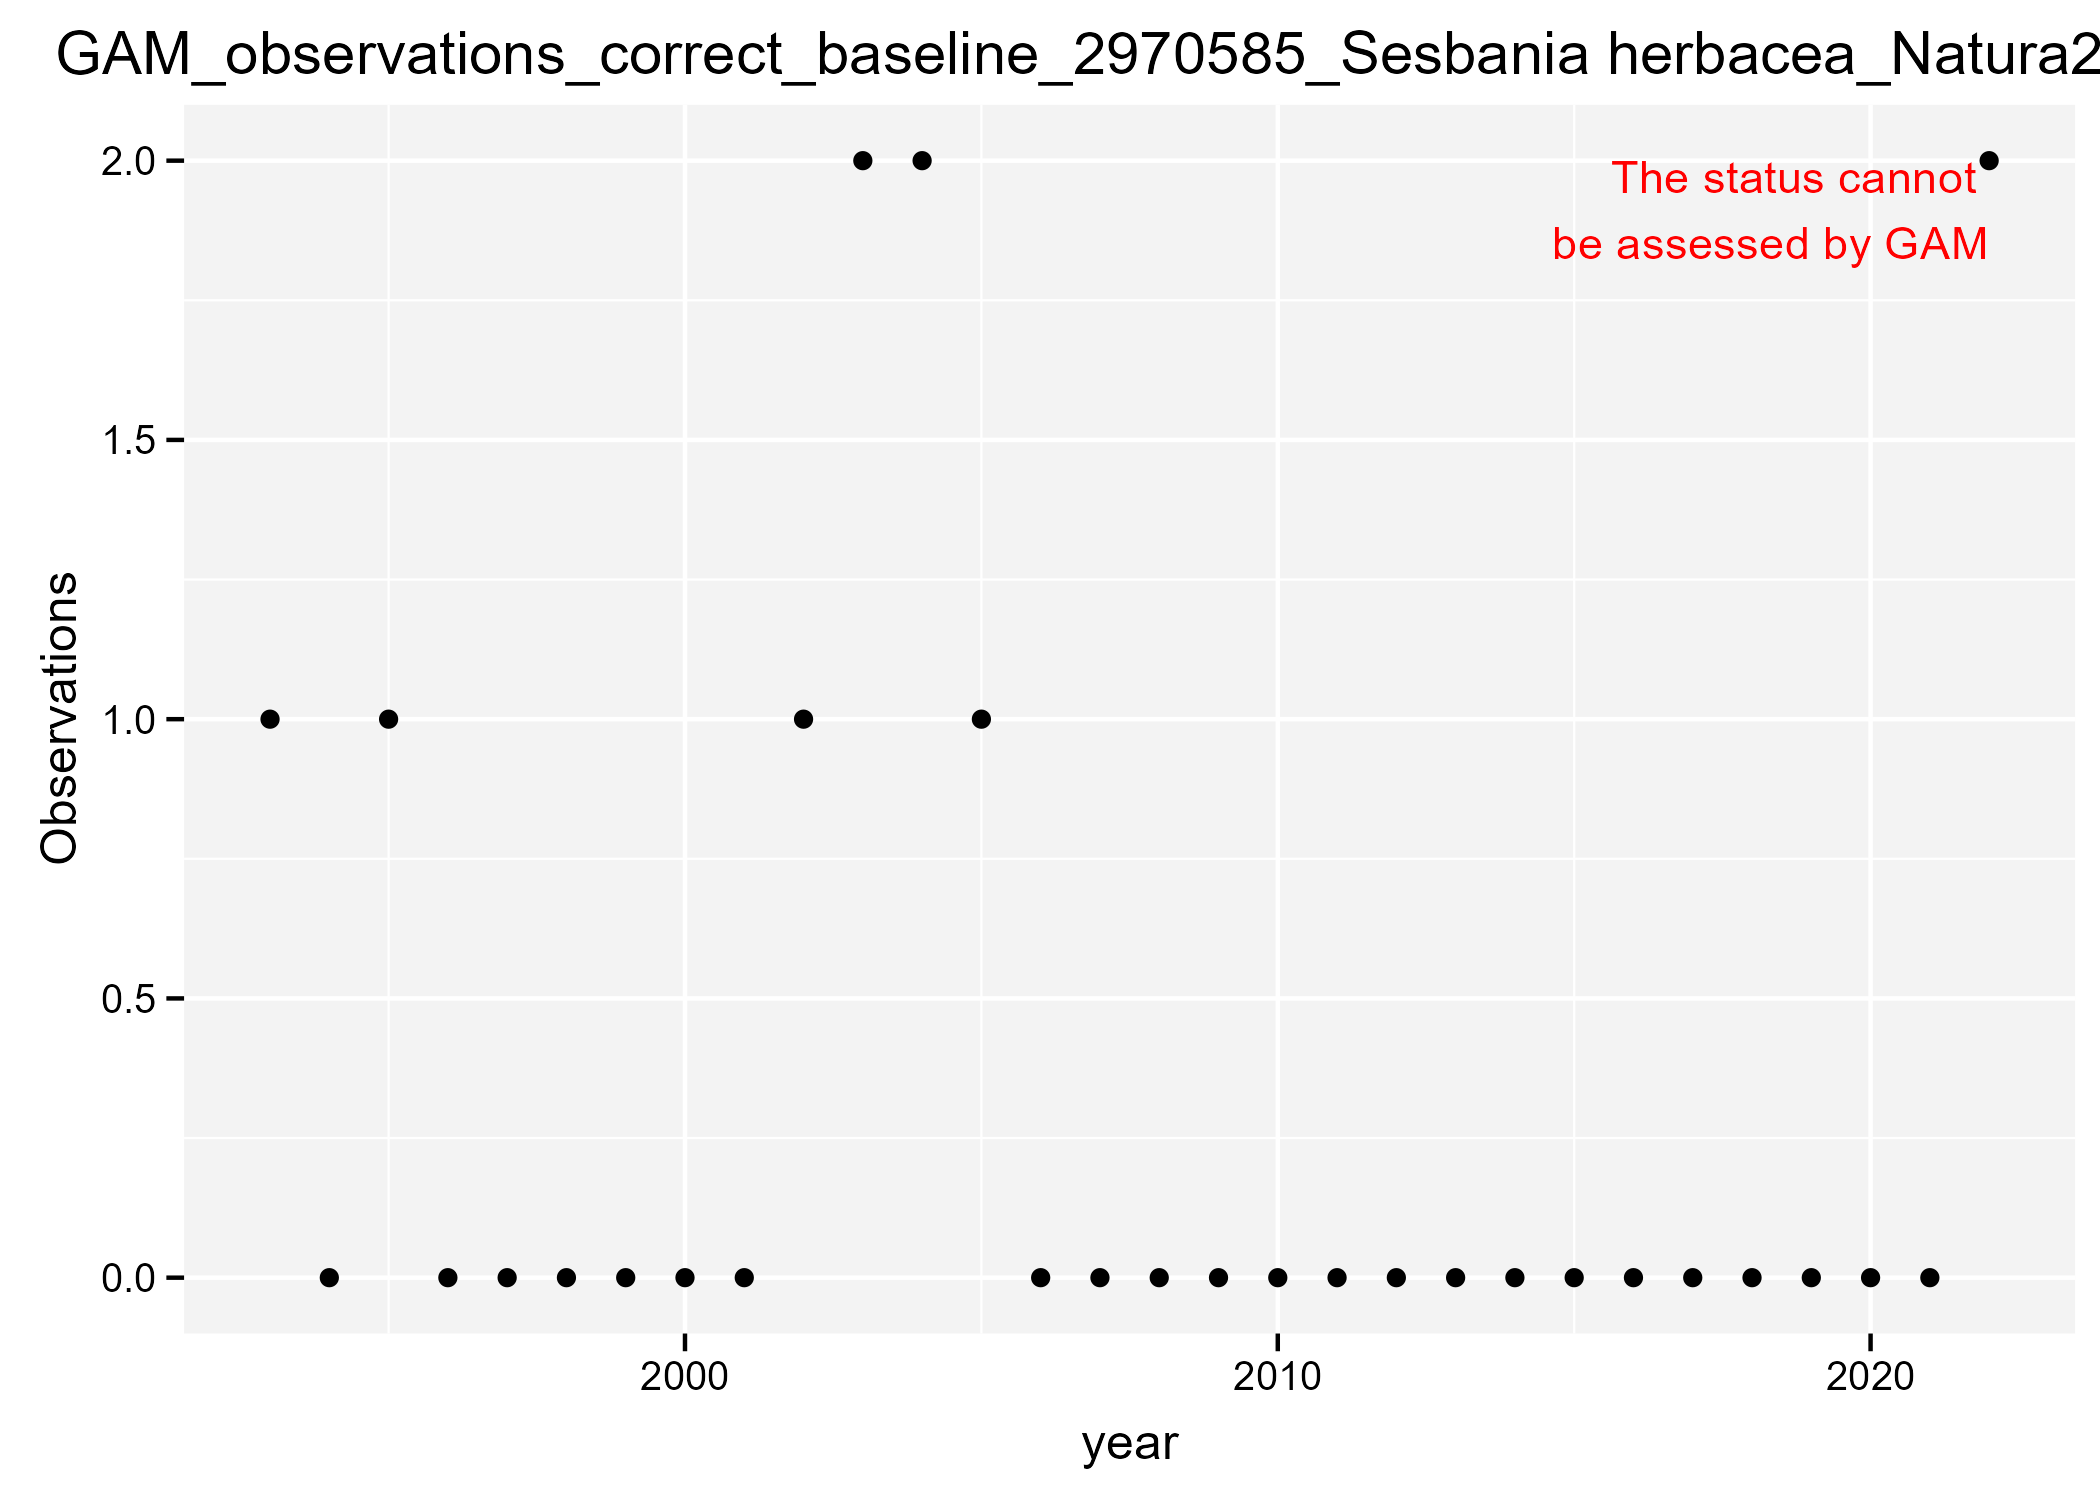 GAM_observations_correct_baseline_2970585_Sesbania herbacea_Natura2
2.0
The status cannot
be assessed by GAM
1.5
Observations
1.0
0.5
0.0
2000
2010
2020
year